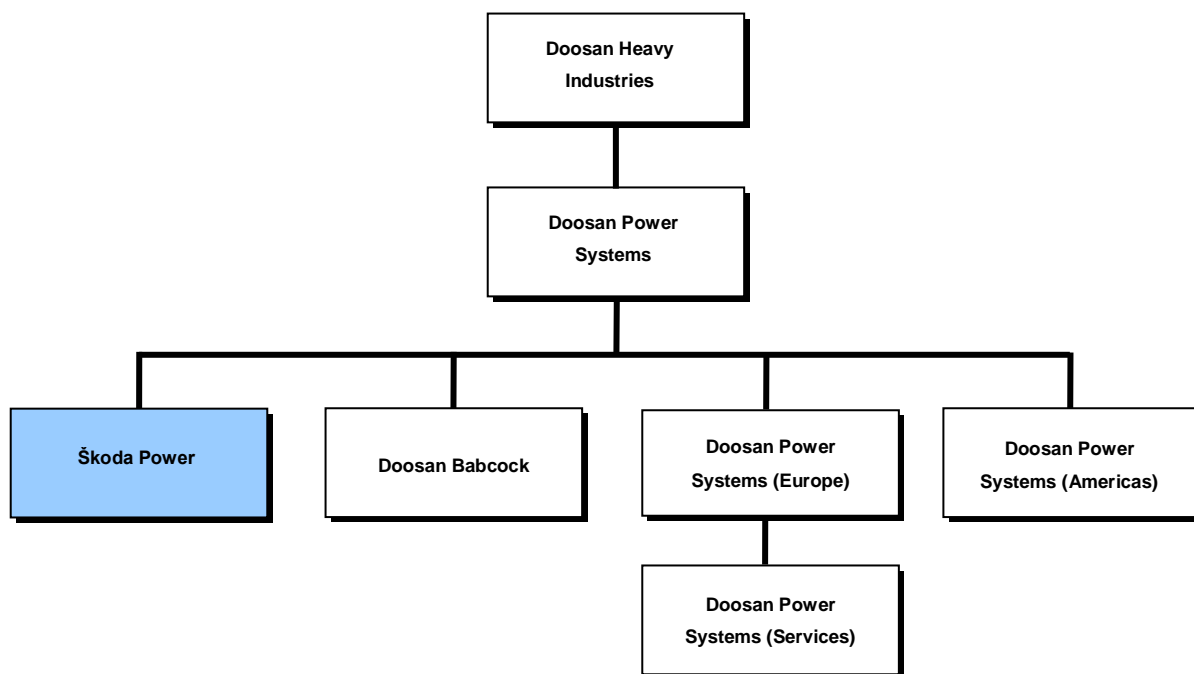 Doosan Heavy
Industries
Doosan Power
Systems
Škoda Power
Doosan Babcock
Doosan Power
Systems (Europe)
Doosan Power
Systems (Americas)
Doosan Power
Systems (Services)